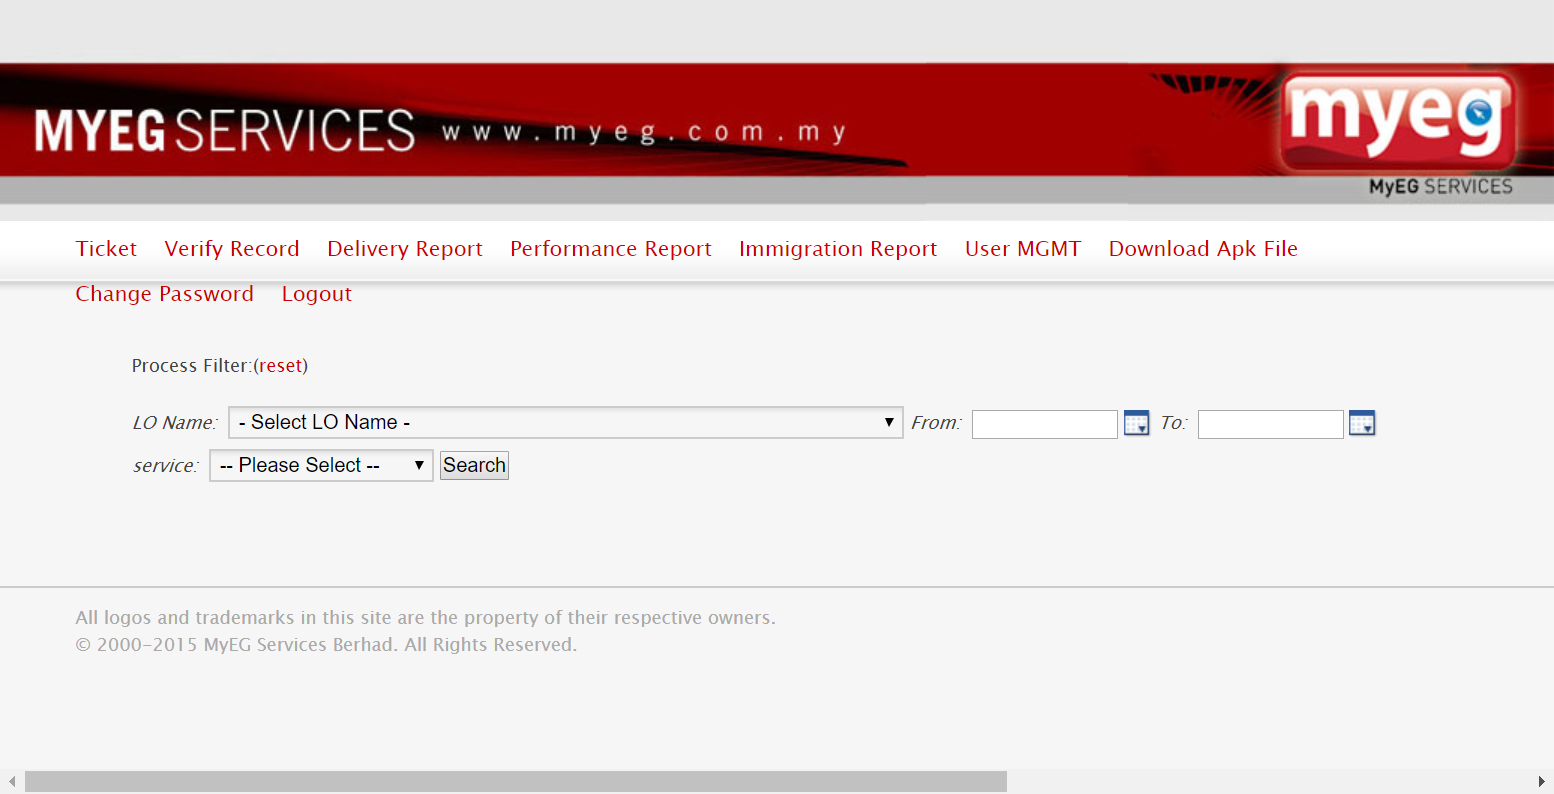 MYEG SERVICES www.myeg.com.my
myeg
MyEG SERVICES
Ticket Verify Record Delivery Report Performance Report Immigration Report User MGMT Download Apk File
Change Password Logout
Process Filter:(reset)
LO Name: - Select LO Name - From: To:
service: -- Please Select -- Search
All logos and trademarks in this site are the property of their respective owners.
© 2000-2015 MyEG Services Berhad. All Rights Reserved.